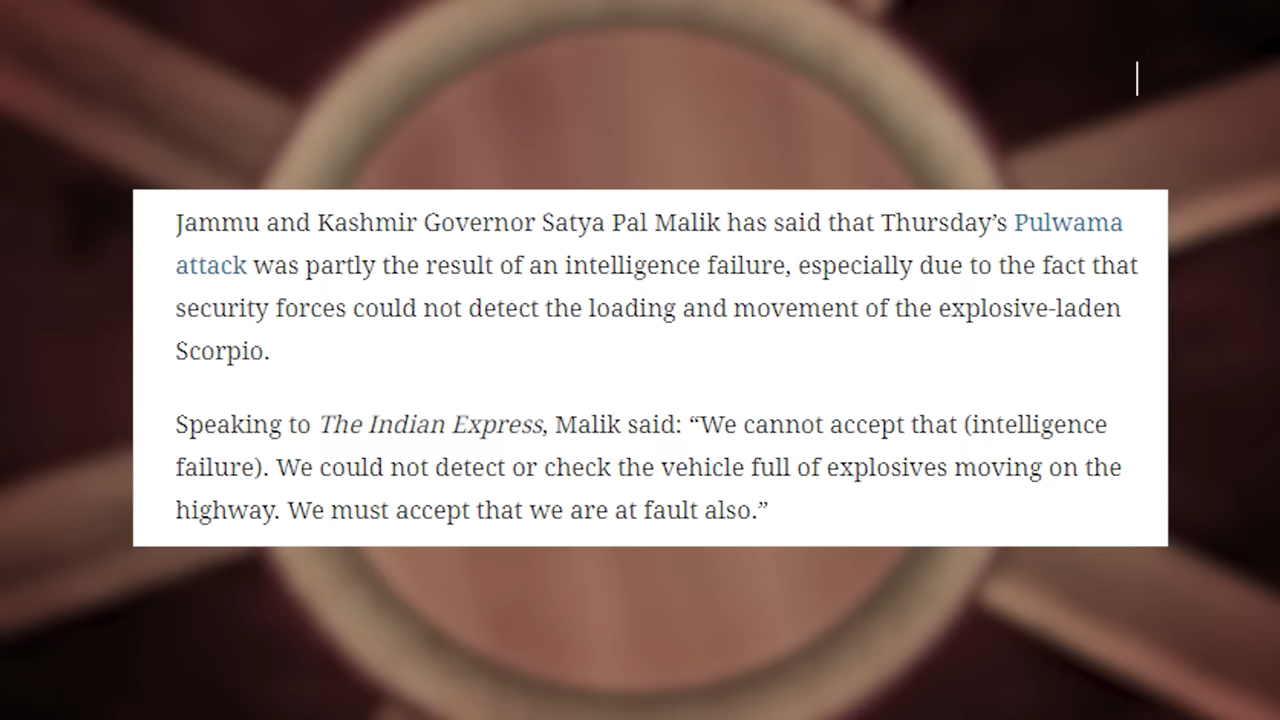 Jammu and Kashmir Governor Satya Pal Malik has said that Thursday’s Pulwama
attack was partly the result of an intelligence failure, especially due to the fact that
security forces could not detect the loading and movement of the explosive-laden
Scorpio.
Speaking to The Indian Express, Malik said: “We cannot accept that (intelligence
failure). We could not detect or check the vehicle full of explosives moving on the
highway. We must accept that we are at fault also.”